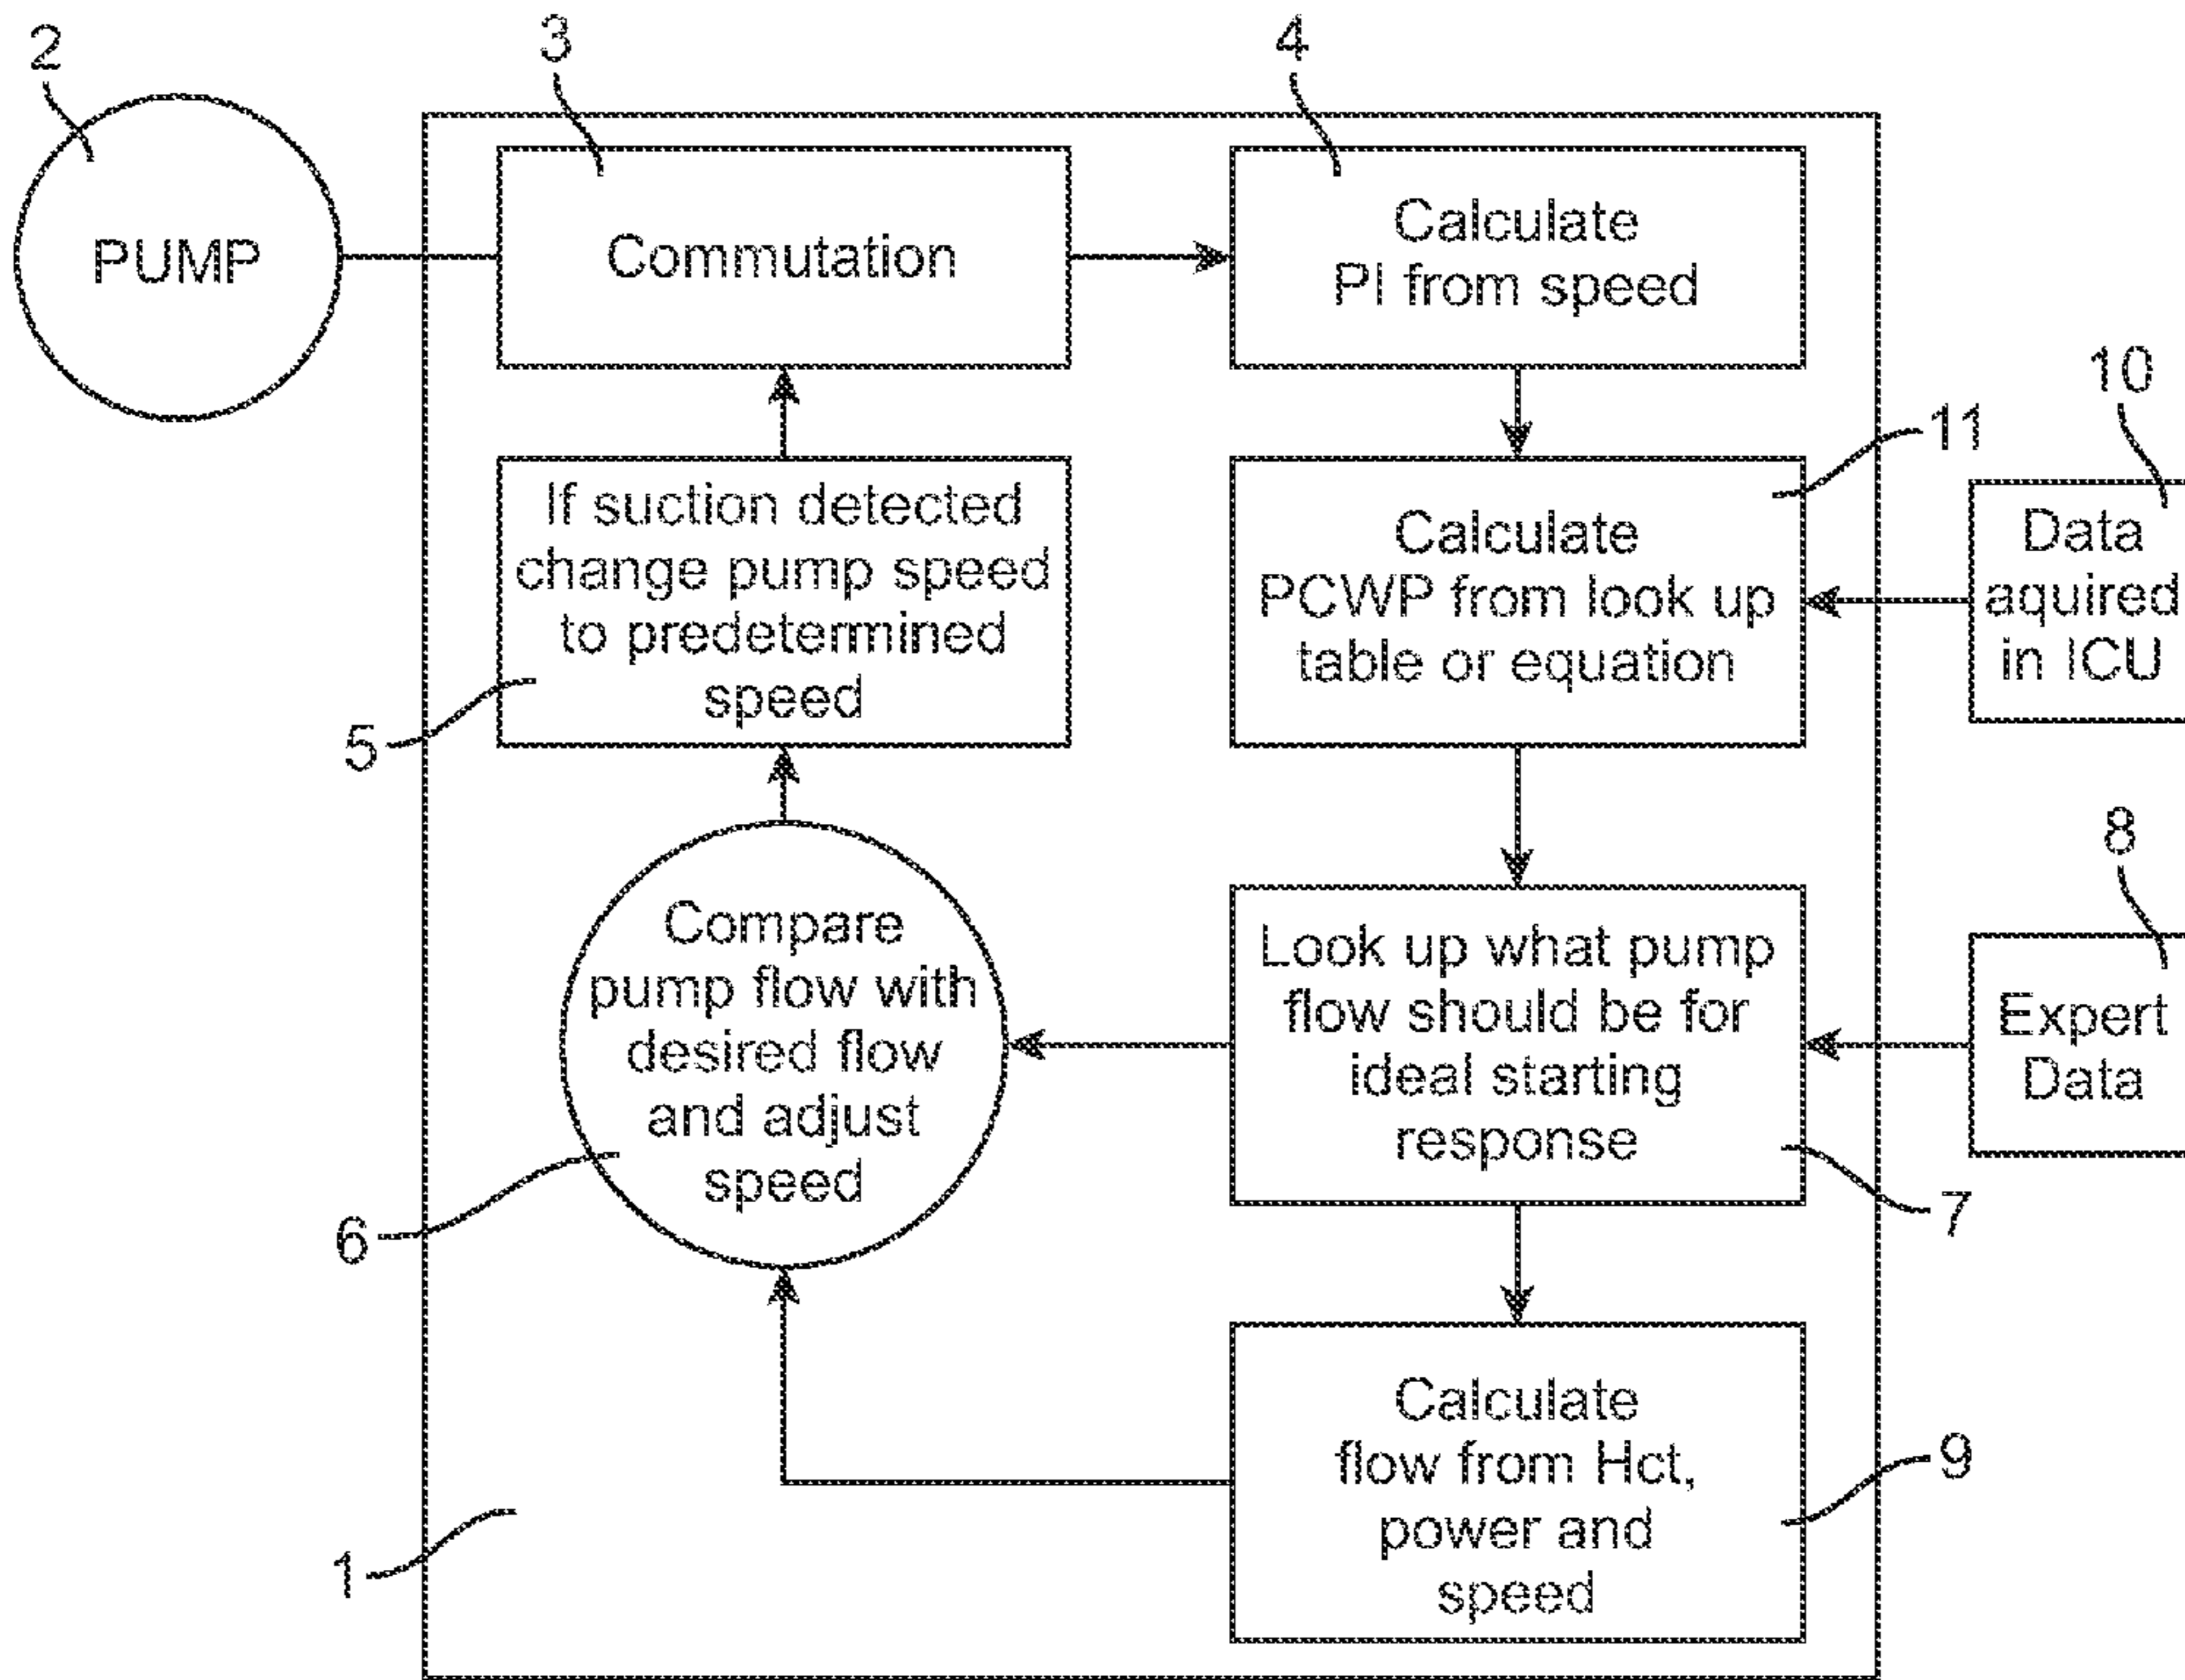 2
3
4
PUMP
Commutation
Calculate
PI from speed
10
11
If suction detected
change pump speed
to predetermined
speed
5
Calculate
PCWP from look up
table or equation
Data
aquired
in ICU
8
Compare
pump flow with
desired flow
and adjust
speed
6
Look up what pump
flow should be for
ideal starting
response
7
Expert
Data
Calculate
flow from Hct,
power and
speed
9
1